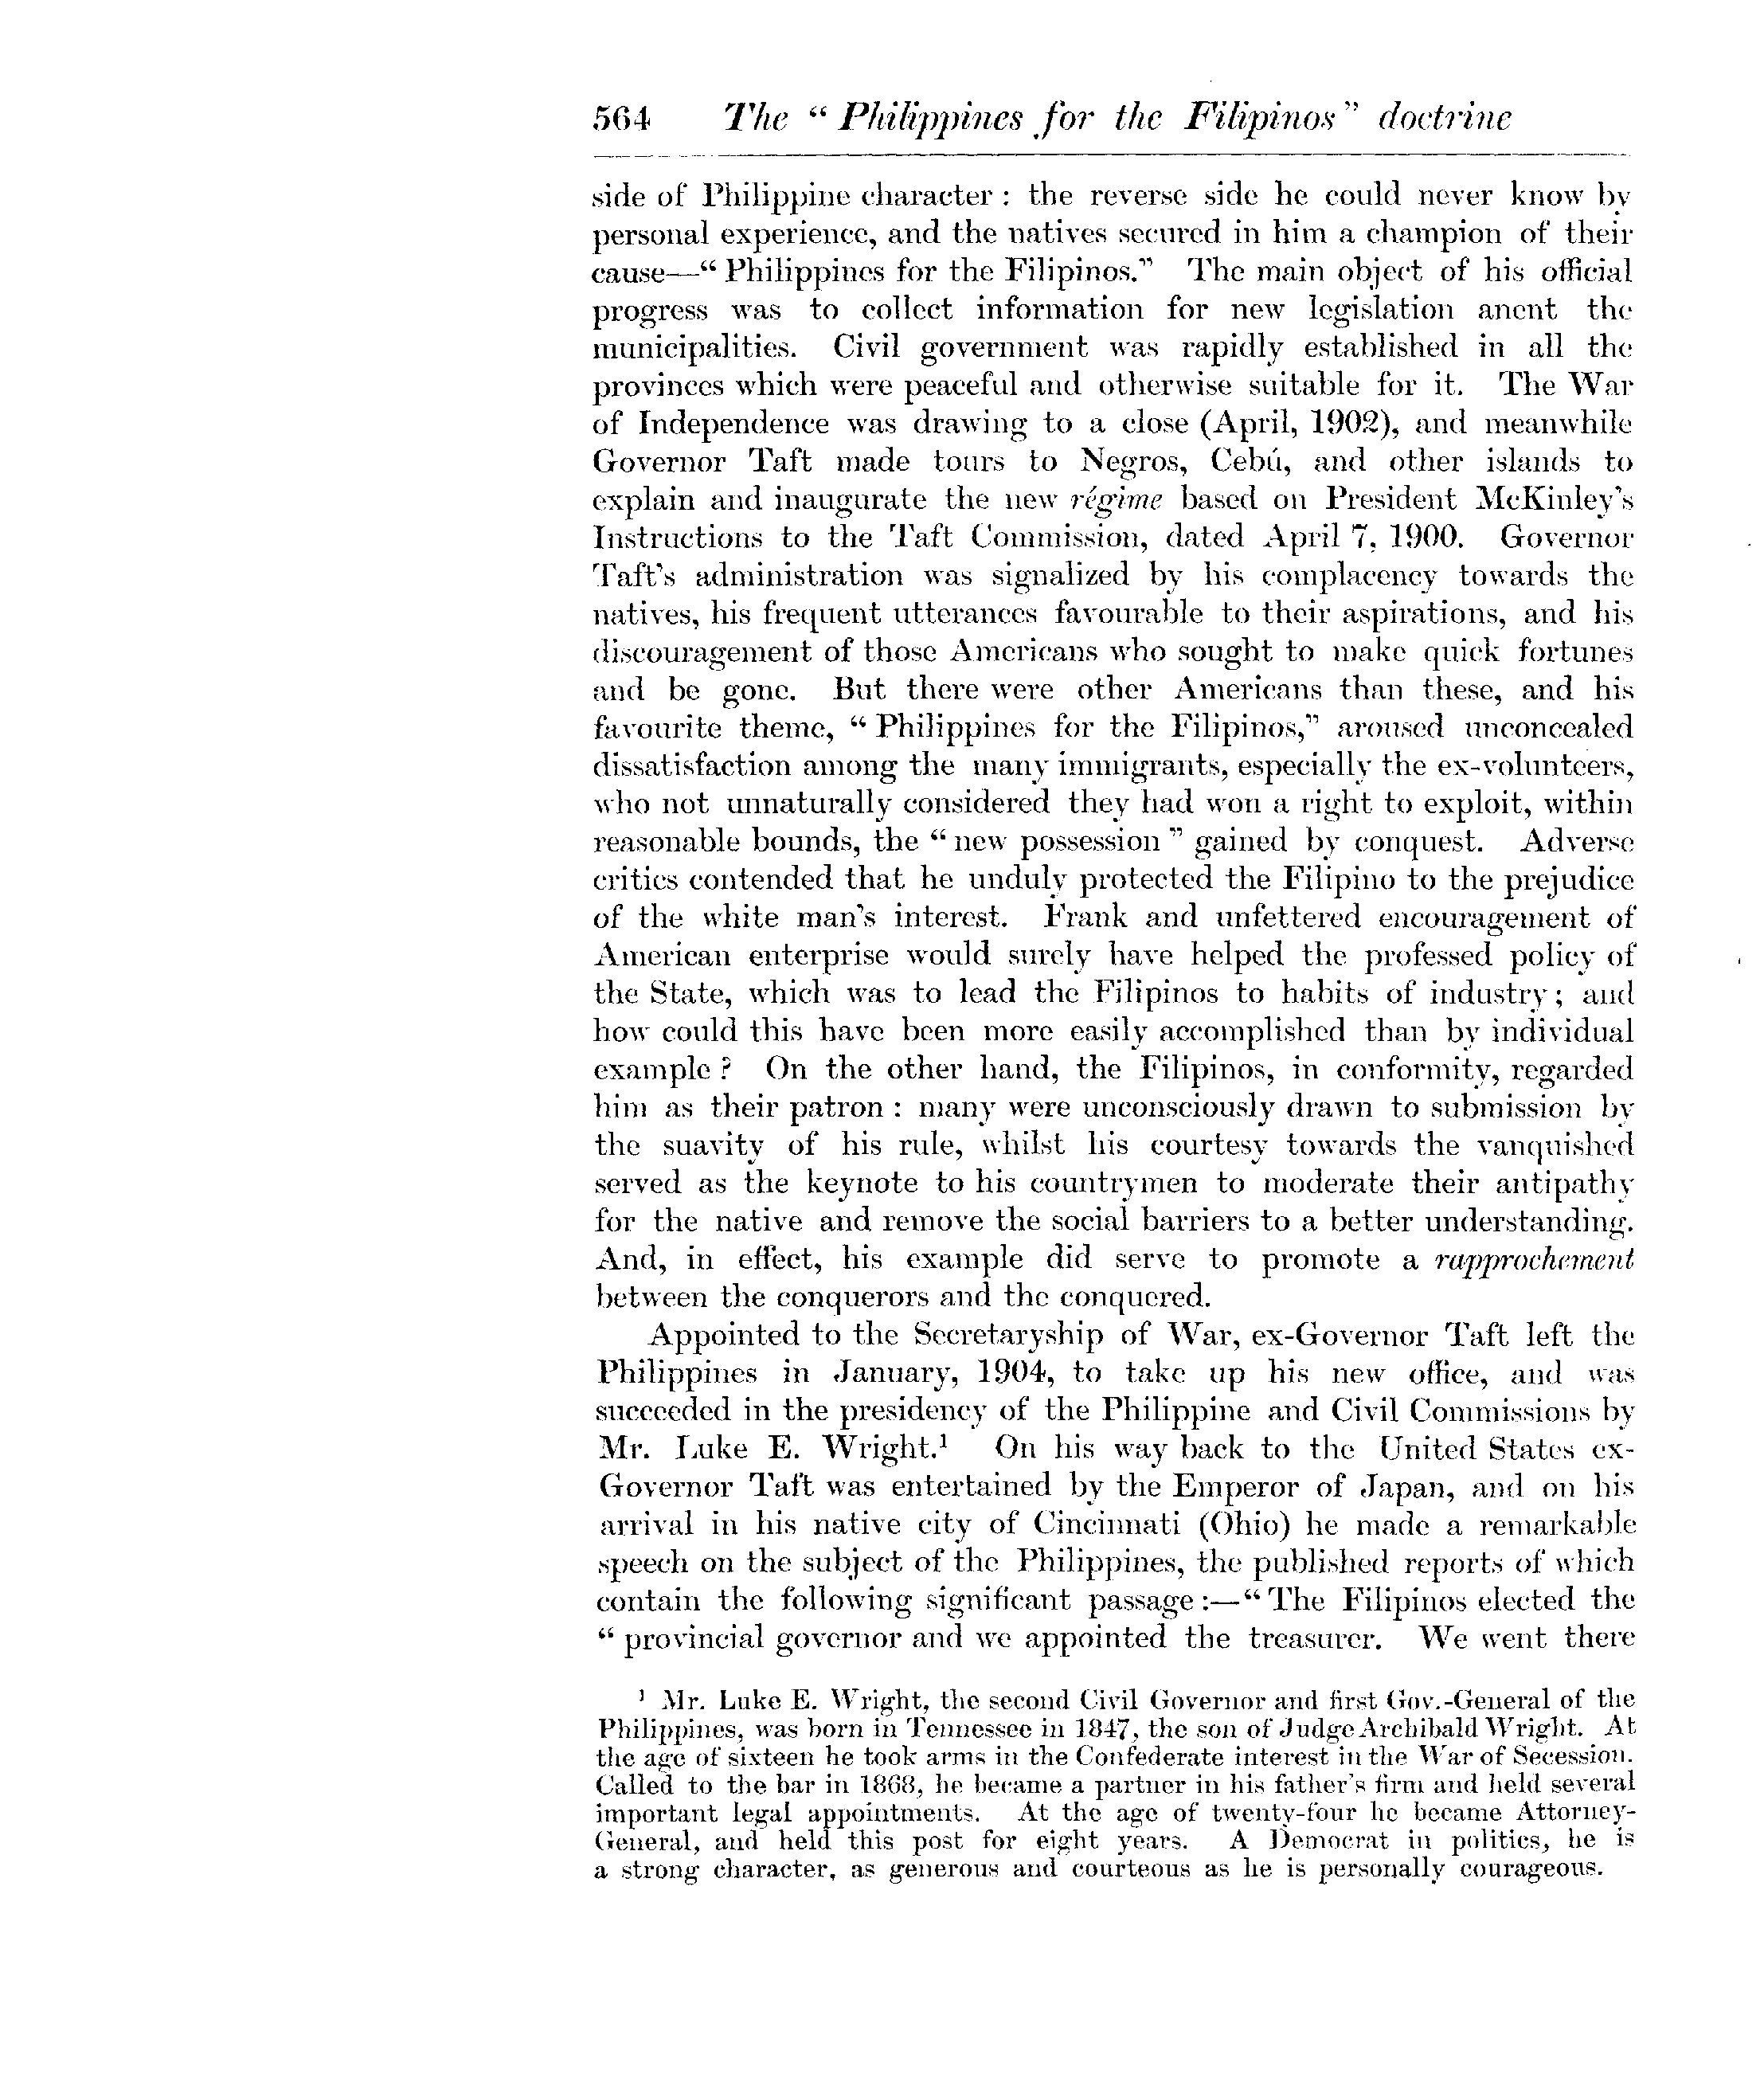 564 The “ Philippines for the Filipinos ” doctrine
side of Philippine character : the reverse side he could never know by
personal experience, and the natives secured in him a champion of their
cause—“ Philippines for the Filipinos.” The main object of his official
progress was to collect information for new legislation anent the
municipalities. Civil government was rapidly established in all the
provinces which were peaceful and otherwise suitable for it. The War
of Independence was drawing to a close (April, 1902), and meanwhile
Governor Taft made tours to Negros, Cebú, and other islands to
explain and inaugurate the new régime based on President McKinley’s
Instructions to the Taft Commission, dated April 7, 1900. Governor
Taft’s administration was signalized by his complacency towards the
natives, his frequent utterances favourable to their aspirations, and his
discouragement of those Americans who sought to make quick fortunes
and be gone. But there were other Americans than these, and his
favourite theme, “ Philippines for the Filipinos,” aroused unconcealed
dissatisfaction among the many immigrants, especially the ex-volunteers,
who not unnaturally considered they had won a right to exploit, within
reasonable bounds, the “ new possession ” gained by conquest. Adverse
critics contended that he unduly protected the Filipino to the prejudice
of the white man’s interest. Frank and unfettered encouragement of
American enterprise would surely have helped the professed policy of
the State, which was to lead the Filipinos to habits of industry ; and
how could this have been more easily accomplished than by individual
example ? On the other hand, the Filipinos, in conformity, regarded
him as their patron : many were unconsciously drawn to submission by
the suavity of his rule, whilst his courtesy towards the vanquished
served as the keynote to his countrymen to moderate their antipathy
for the native and remove the social barriers to a better understanding.
And, in effect, his example did serve to promote a rapprochement
between the conquerors and the conquered.
Appointed to the Secretaryship of War, ex-Governor Taft left the
Philippines in January, 1904, to take up his new office, and was
succeeded in the presidency of the Philippine and Civil Commissions by
Mr. Luke E. Wright.¹ On his way back to the United States ex-
Governor Taft was entertained by the Emperor of Japan, and on his
arrival in his native city of Cincinnati (Ohio) he made a remarkable
speech on the subject of the Philippines, the published reports of which
contain the following significant passage :—“ The Filipinos elected the
“ provincial governor and we appointed the treasurer. We went there
¹ Mr. Luke E. Wright, the second Civil Governor and first Gov.-General of the
Philippines, was born in Tennessee in 1847, the son of Judge Archibald Wright. At
the age of sixteen he took arms in the Confederate interest in the War of Secession.
Called to the bar in 1868, he became a partner in his father’s firm and held several
important legal appointments. At the age of twenty-four he became Attorney-
General, and held this post for eight years. A Democrat in politics, he is
a strong character, as generous and courteous as he is personally courageous.